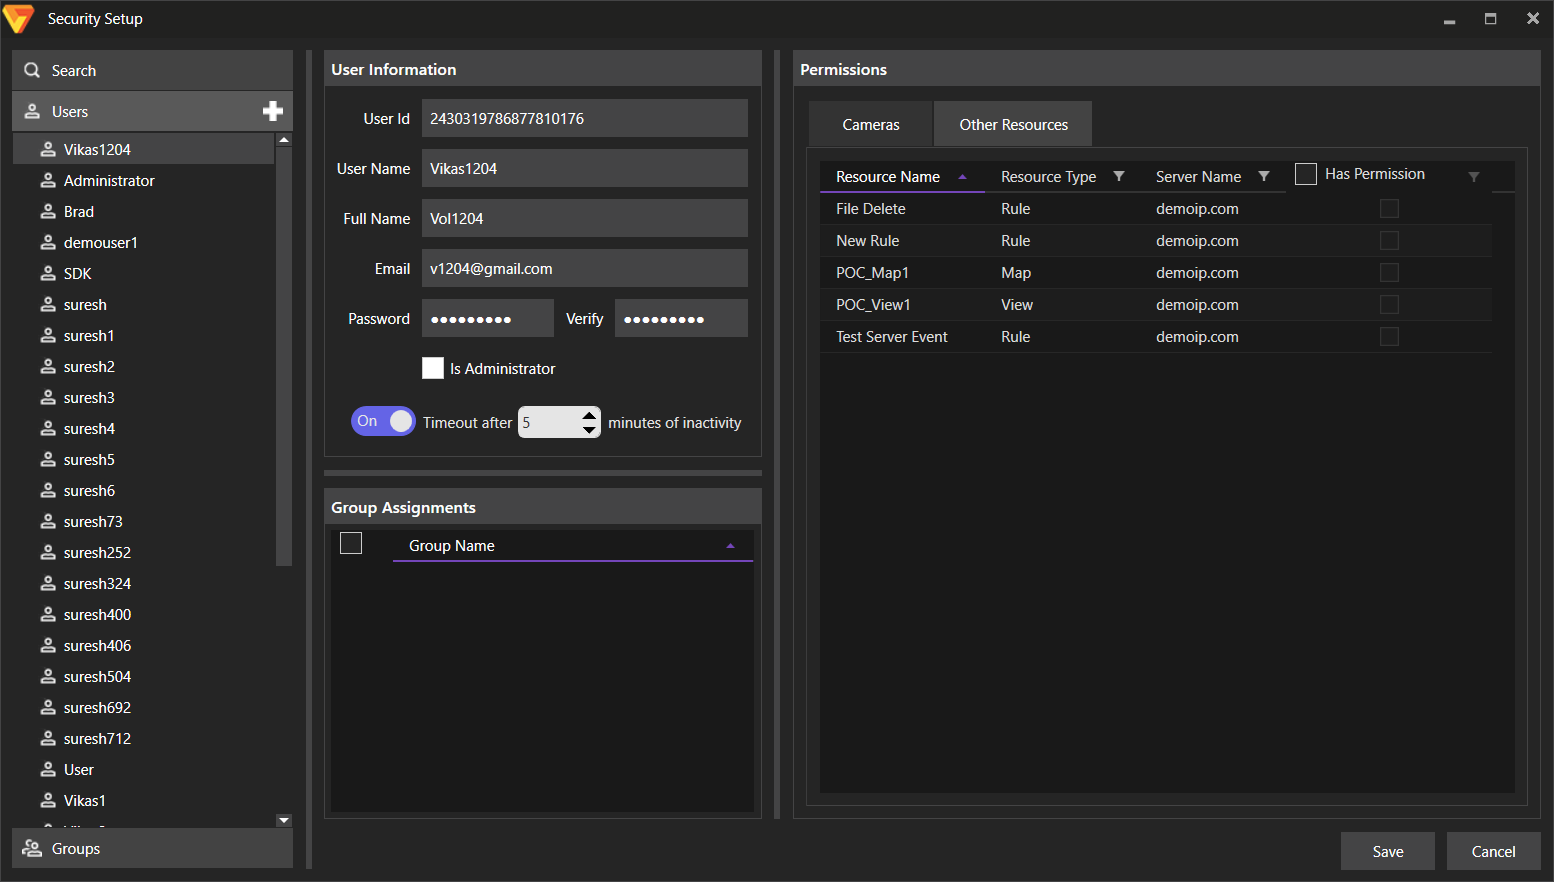 Security Setup
Search
Users
Vikas1204
Administrator
Brad
demouser1
SDK
suresh
suresh1
suresh2
suresh3
suresh4
suresh5
suresh6
suresh73
suresh252
suresh324
suresh400
suresh406
suresh504
suresh692
suresh712
User
Vikas1
Groups
User Information
User Id 2430319786877810176
User Name Vikas1204
Full Name Vol1204
Email v1204@gmail.com
Password ●●●●●●●●● Verify ●●●●●●●●●
Is Administrator
On Timeout after 5 minutes of inactivity
Group Assignments
Group Name
Permissions
Cameras Other Resources
Resource Name Resource Type Server Name Has Permission
File Delete Rule demoip.com
New Rule Rule demoip.com
POC_Map1 Map demoip.com
POC_View1 View demoip.com
Test Server Event Rule demoip.com
Save Cancel